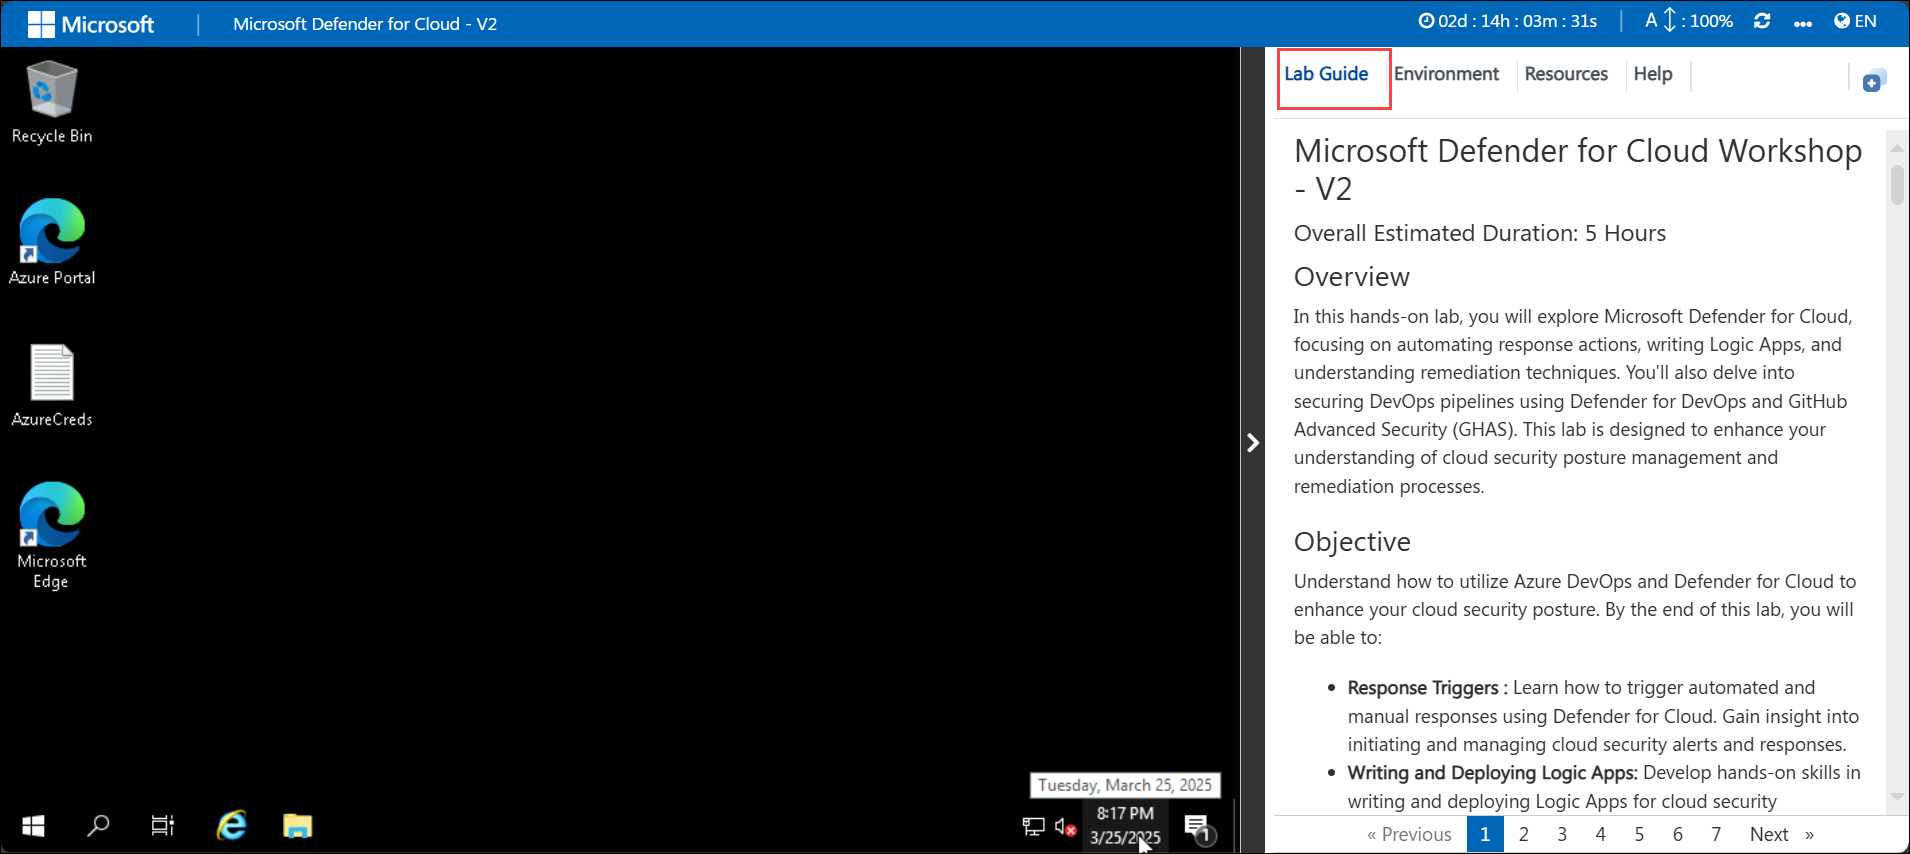 Microsoft
Microsoft Defender for Cloud - V2
02d : 14h : 03m : 31s
A : 100%
EN
Recycle Bin
Azure Portal
AzureCreds
Microsoft
Edge
Tuesday, March 25, 2025
8:17 PM
3/25/2025
1
Lab Guide
Environment
Resources
Help
Microsoft Defender for Cloud Workshop
- V2
Overall Estimated Duration: 5 Hours
Overview
In this hands-on lab, you will explore Microsoft Defender for Cloud,
focusing on automating response actions, writing Logic Apps, and
understanding remediation techniques. You'll also delve into
securing DevOps pipelines using Defender for DevOps and GitHub
Advanced Security (GHAS). This lab is designed to enhance your
understanding of cloud security posture management and
remediation processes.
Objective
Understand how to utilize Azure DevOps and Defender for Cloud to
enhance your cloud security posture. By the end of this lab, you will
be able to:
• Response Triggers : Learn how to trigger automated and
manual responses using Defender for Cloud. Gain insight into
initiating and managing cloud security alerts and responses.
• Writing and Deploying Logic Apps: Develop hands-on skills in
writing and deploying Logic Apps for cloud security
« Previous 1 2 3 4 5 6 7 Next »